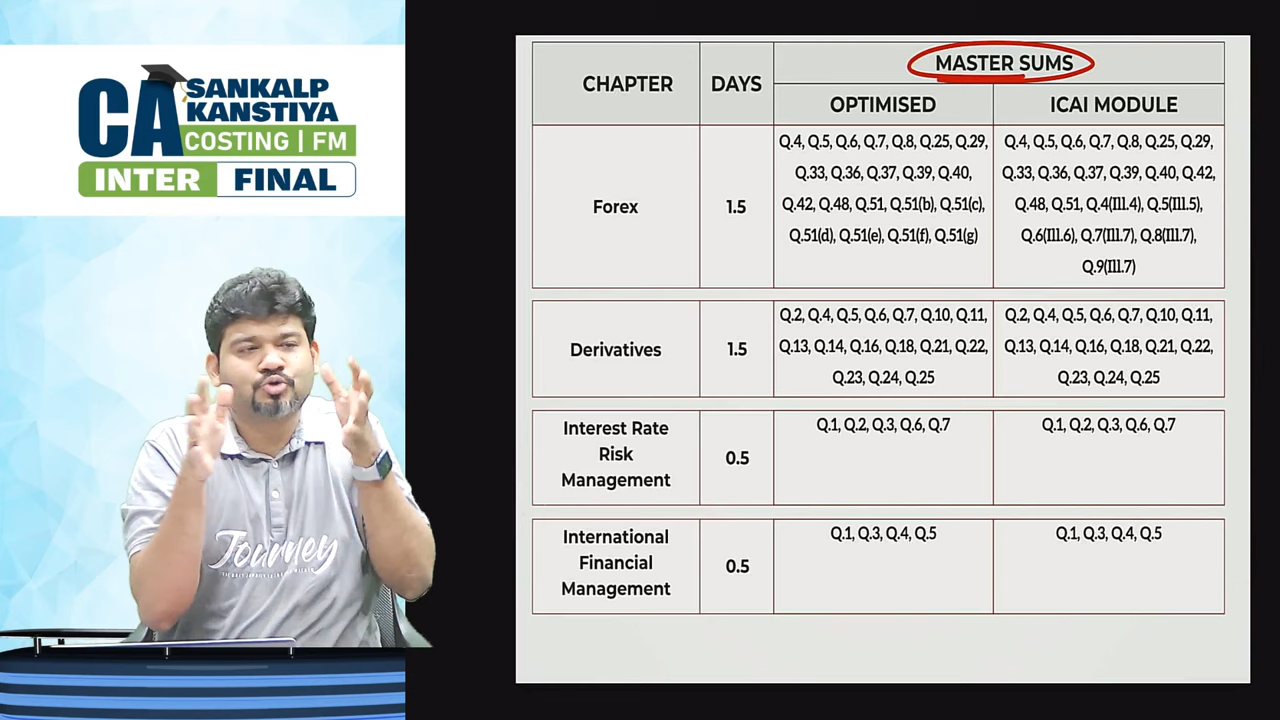 CA SANKALP
KANSTIYA
COSTING | FM
INTER FINAL
Journey
CHAPTER DAYS MASTER SUMS
OPTIMISED ICAI MODULE
Forex
1.5
Q.4, Q.5, Q.6, Q.7, Q.8, Q.25, Q.29,
Q.33, Q.36, Q.37, Q.39, Q.40,
Q.42, Q.48, Q.51, Q.51(b), Q.51(c),
Q.51(d), Q.51(e), Q.51(f), Q.51(g)
Q.4, Q.5, Q.6, Q.7, Q.8, Q.25, Q.29,
Q.33, Q.36, Q.37, Q.39, Q.40, Q.42,
Q.48, Q.51, Q.4(Ill.4), Q.5(Ill.5),
Q.6(Ill.6), Q.7(Ill.7), Q.8(Ill.7),
Q.9(Ill.7)
Derivatives
1.5
Q.2, Q.4, Q.5, Q.6, Q.7, Q.10, Q.11,
Q.13, Q.14, Q.16, Q.18, Q.21, Q.22,
Q.23, Q.24, Q.25
Q.2, Q.4, Q.5, Q.6, Q.7, Q.10, Q.11,
Q.13, Q.14, Q.16, Q.18, Q.21, Q.22,
Q.23, Q.24, Q.25
Interest Rate
Risk
Management
0.5
Q.1, Q.2, Q.3, Q.6, Q.7
Q.1, Q.2, Q.3, Q.6, Q.7
International
Financial
Management
0.5
Q.1, Q.3, Q.4, Q.5
Q.1, Q.3, Q.4, Q.5